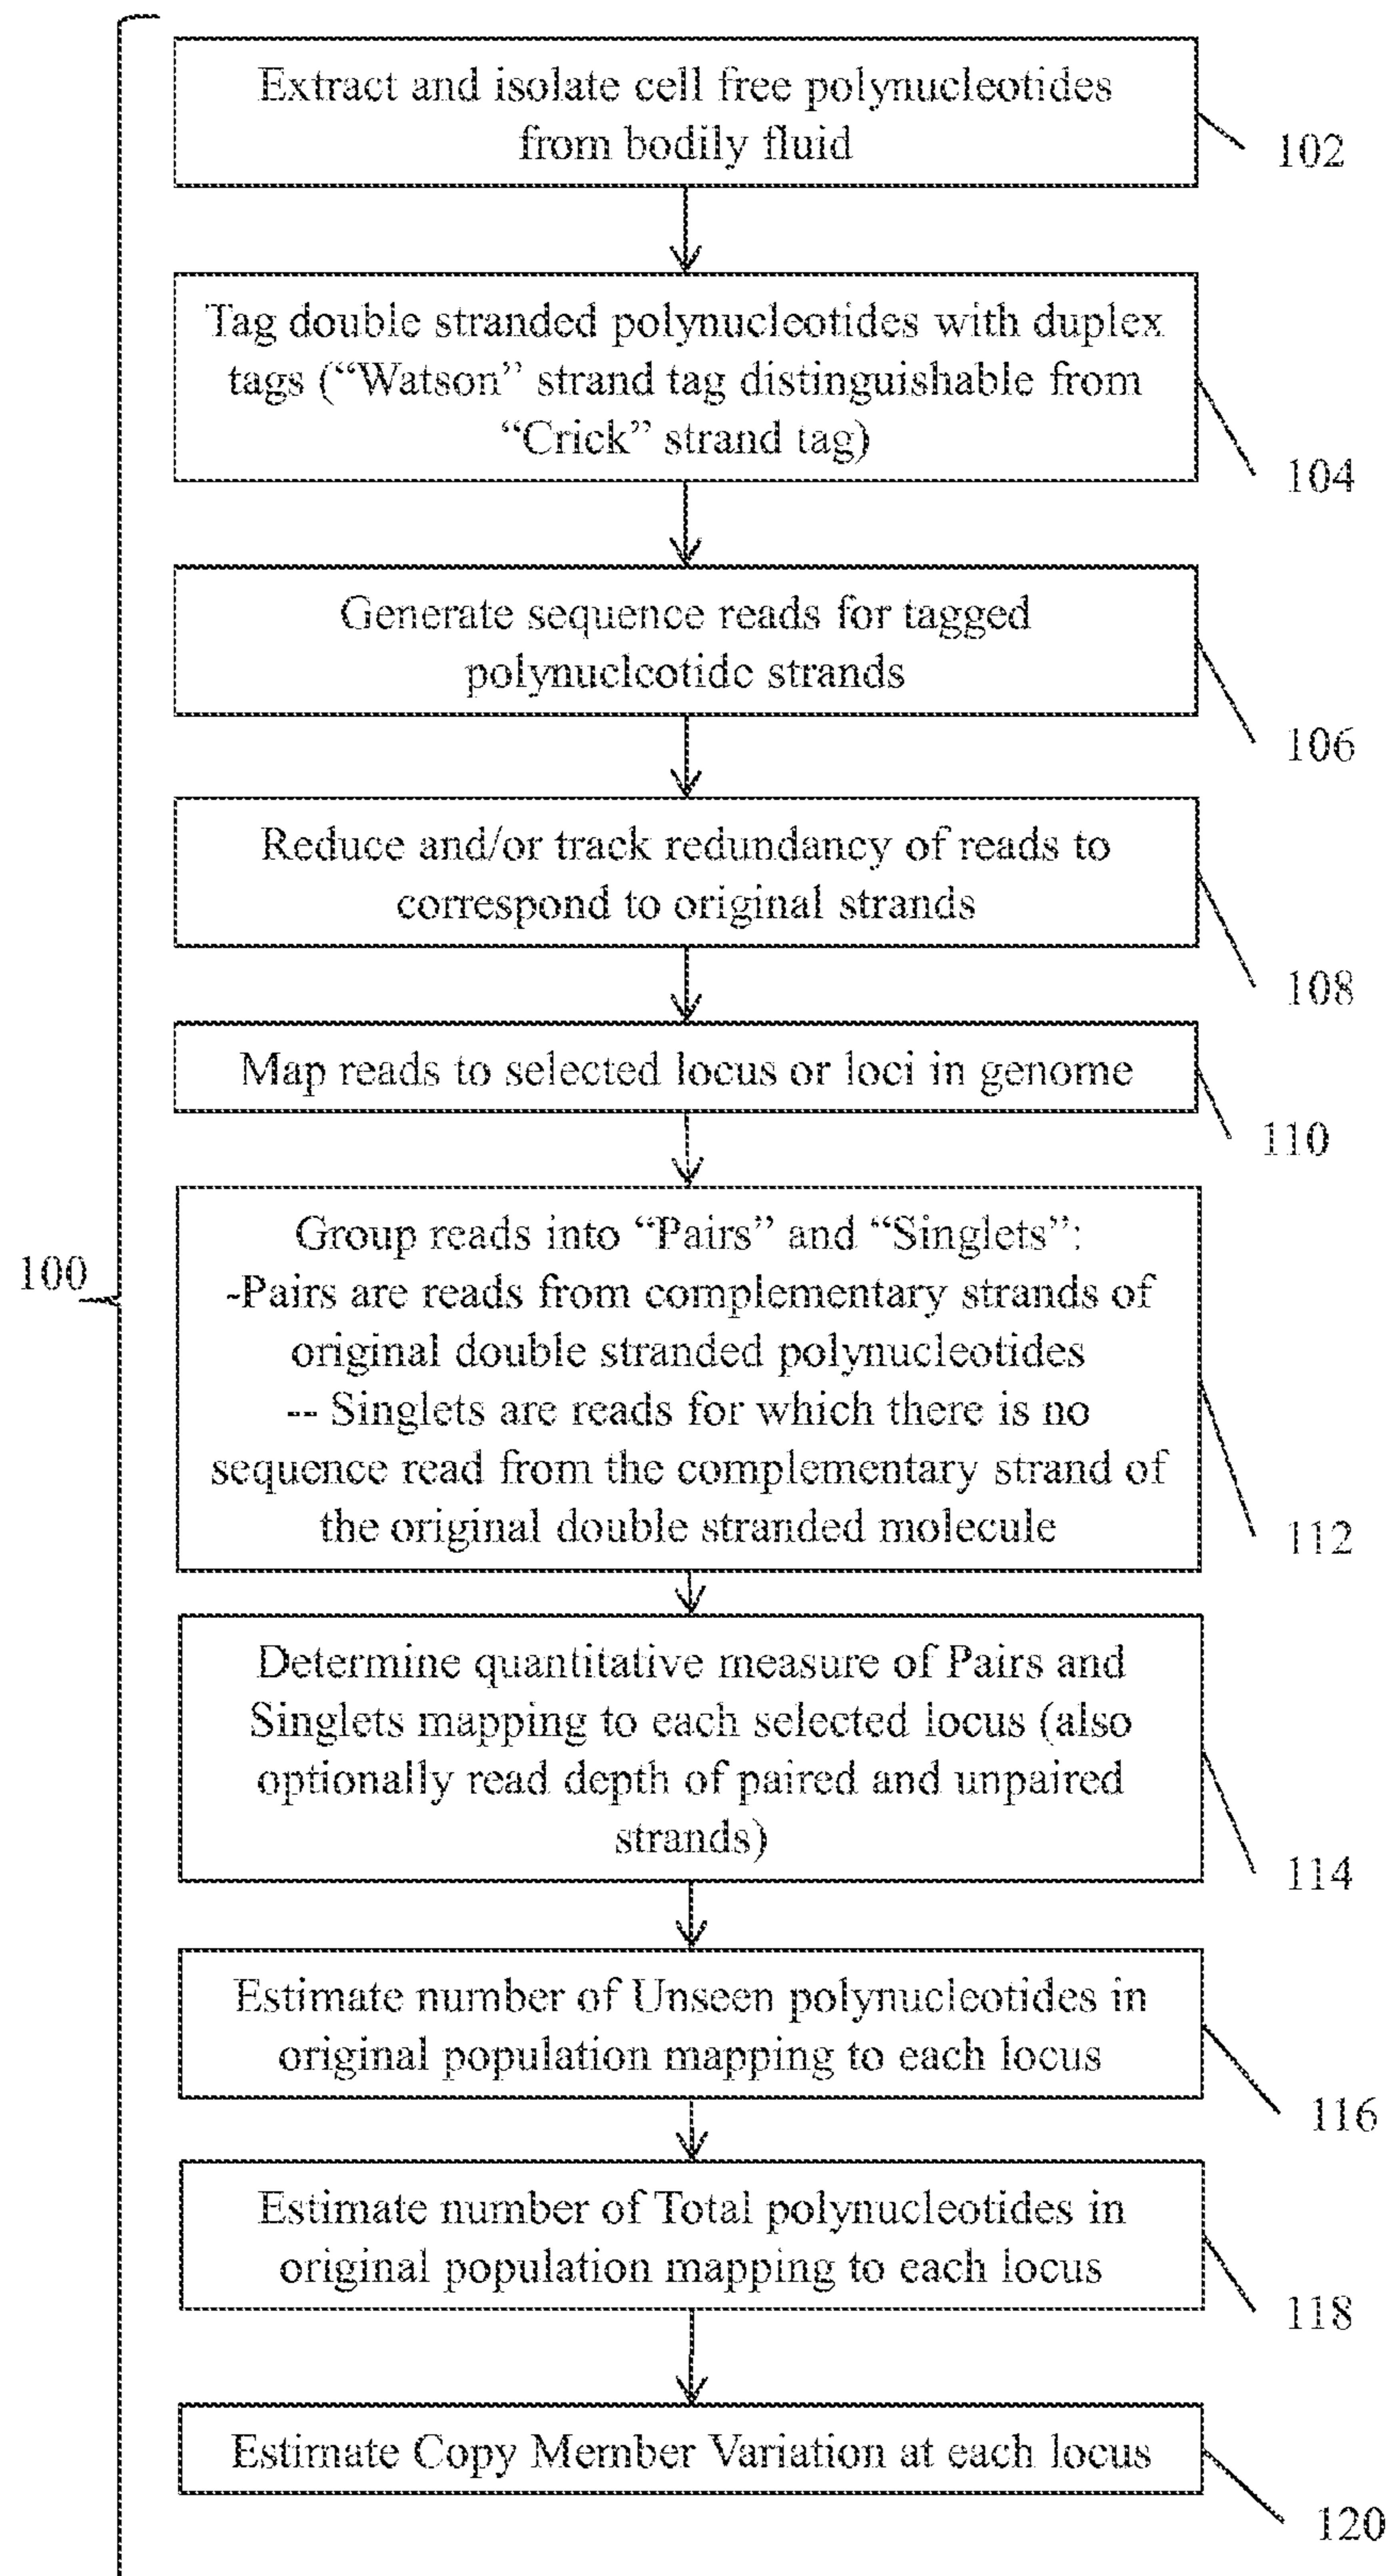 Extract and isolate cell free polynucleotides
from bodily fluid
102
Tag double stranded polynucleotides with duplex
tags (“Watson” strand tag distinguishable from
“Crick” strand tag)
104
Generate sequence reads for tagged
polynucleotide strands
106
Reduce and/or track redundancy of reads to
correspond to original strands
108
Map reads to selected locus or loci in genome
110
100
Group reads into “Pairs” and “Singlets”:
-Pairs are reads from complementary strands of
original double stranded polynucleotides
-- Singlets are reads for which there is no
sequence read from the complementary strand of
the original double stranded molecule
112
Determine quantitative measure of Pairs and
Singlets mapping to each selected locus (also
optionally read depth of paired and unpaired
strands)
114
Estimate number of Unseen polynucleotides in
original population mapping to each locus
116
Estimate number of Total polynucleotides in
original population mapping to each locus
118
Estimate Copy Member Variation at each locus
120